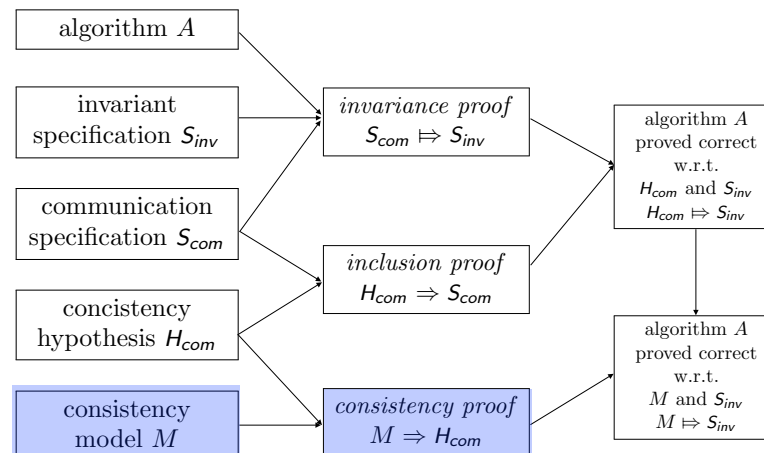 algorithm A
invariant
specification S_inv
communication
specification S_com
concistency
hypothesis H_com
consistency
model M
invariance proof
S_com ⤇ S_inv
inclusion proof
H_com ⇒ S_com
consistency proof
M ⇒ H_com
algorithm A
proved correct
w.r.t.
H_com and S_inv
H_com ⤇ S_inv
algorithm A
proved correct
w.r.t.
M and S_inv
M ⤇ S_inv